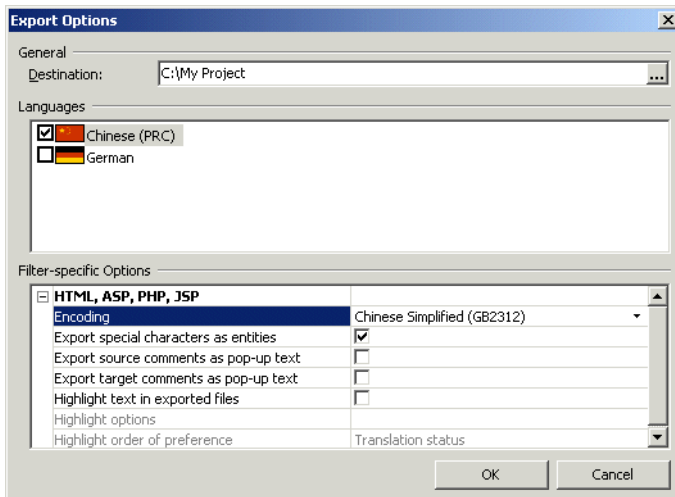 Export Options
General
Destination: C:\My Project ...
Languages
Chinese (PRC)
German
Filter-specific Options
HTML, ASP, PHP, JSP
Encoding Chinese Simplified (GB2312)
Export special characters as entities
Export source comments as pop-up text
Export target comments as pop-up text
Highlight text in exported files
Highlight options
Highlight order of preference Translation status
OK Cancel